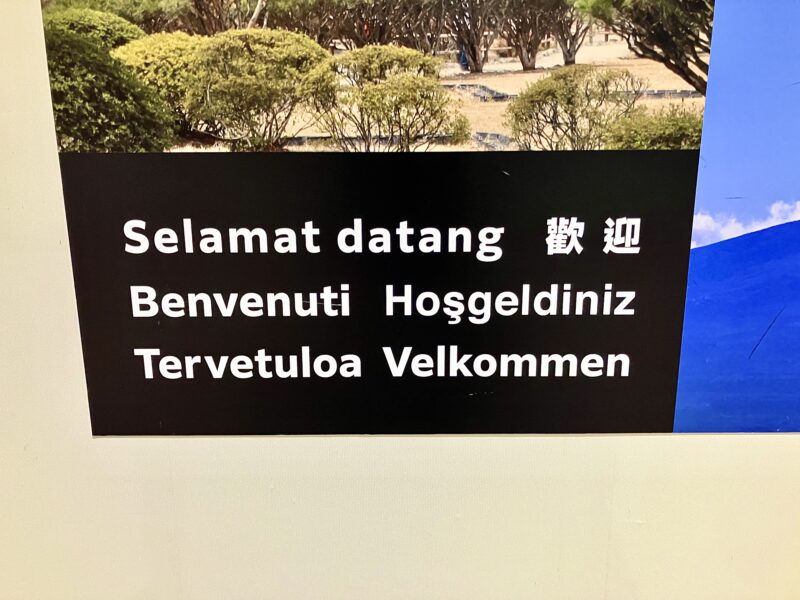 Selamat datang 歡迎
Benvenuti Hoşgeldiniz
Tervetuloa Velkommen